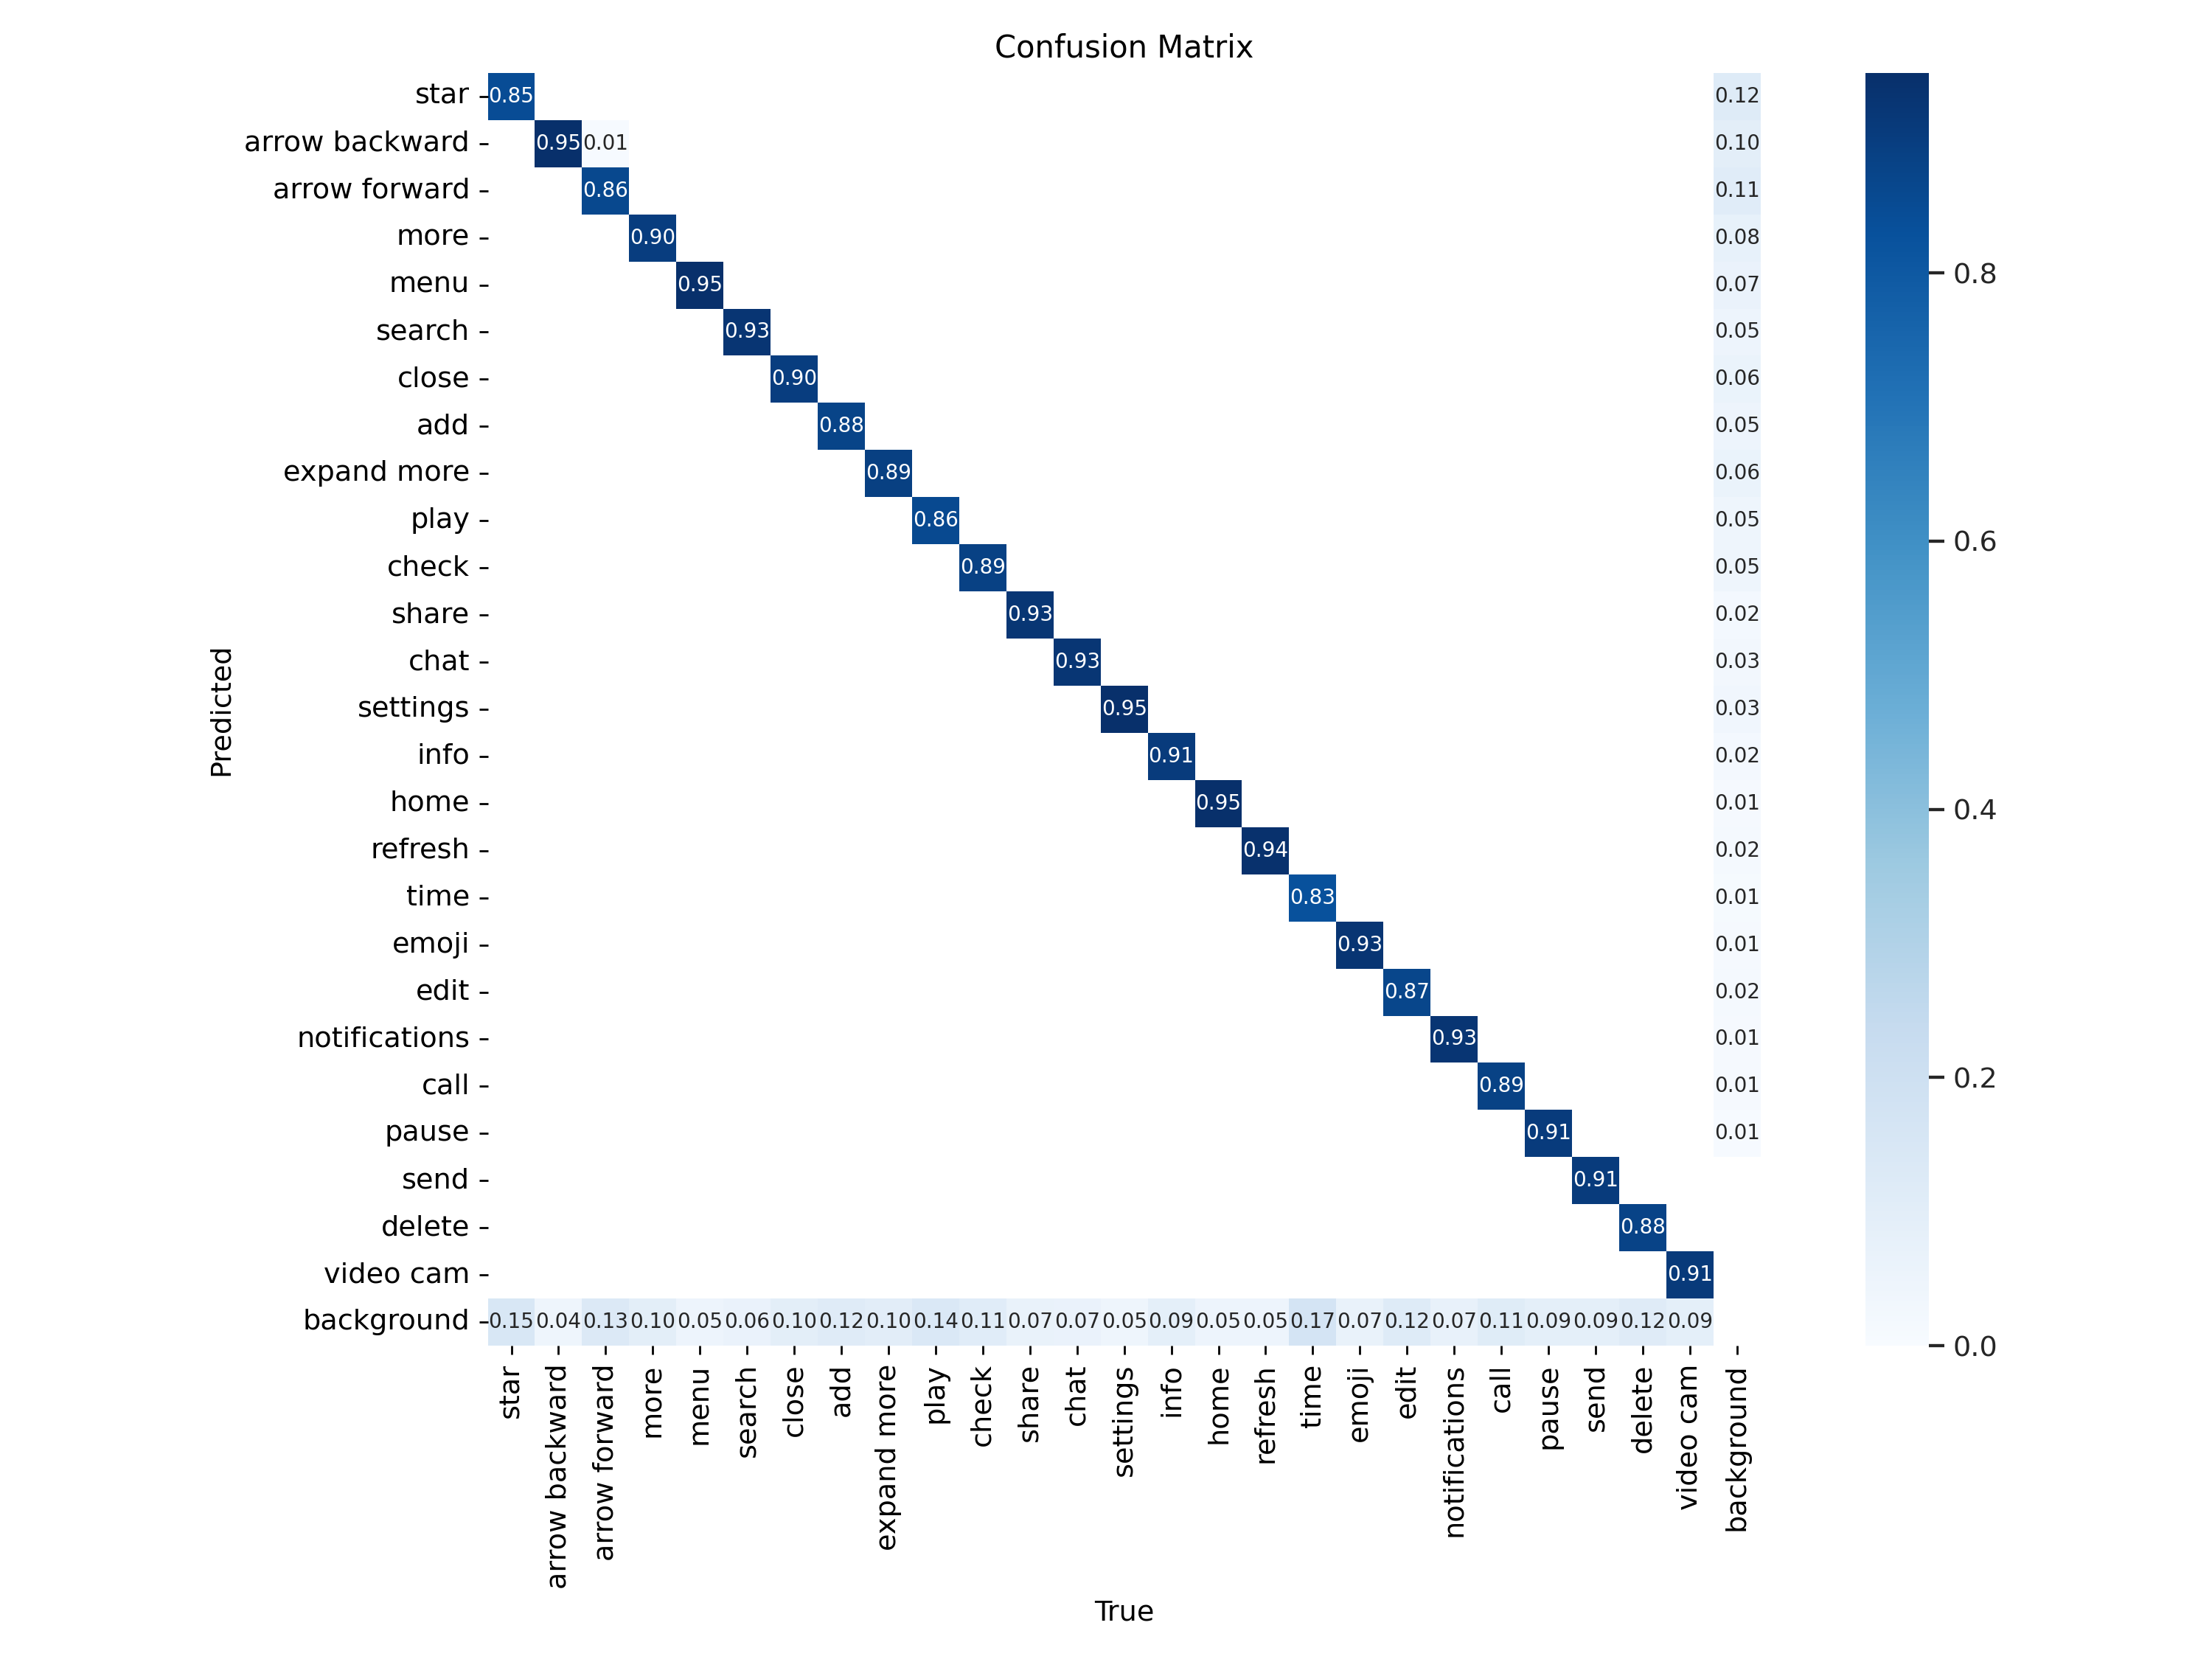 Confusion Matrix
star 0.85 0.12
arrow backward 0.95 0.01 0.10
arrow forward 0.86 0.11
more 0.90 0.08
menu 0.95 0.07
search 0.93 0.05
close 0.90 0.06
add 0.88 0.05
expand more 0.89 0.06
play 0.86 0.05
check 0.89 0.05
share 0.93 0.02
chat 0.93 0.03
settings 0.95 0.03
info 0.91 0.02
home 0.95 0.01
refresh 0.94 0.02
time 0.83 0.01
emoji 0.93 0.01
edit 0.87 0.02
notifications 0.93 0.01
call 0.89 0.01
pause 0.91 0.01
send 0.91
delete 0.88
video cam 0.91
background 0.15 0.04 0.13 0.10 0.05 0.06 0.10 0.12 0.10 0.14 0.11 0.07 0.07 0.05 0.09 0.05 0.05 0.17 0.07 0.12 0.07 0.11 0.09 0.09 0.12 0.09
Predicted
star
arrow backward
arrow forward
more
menu
search
close
add
expand more
play
check
share
chat
settings
info
home
refresh
time
emoji
edit
notifications
call
pause
send
delete
video cam
background
True
0.8
0.6
0.4
0.2
0.0